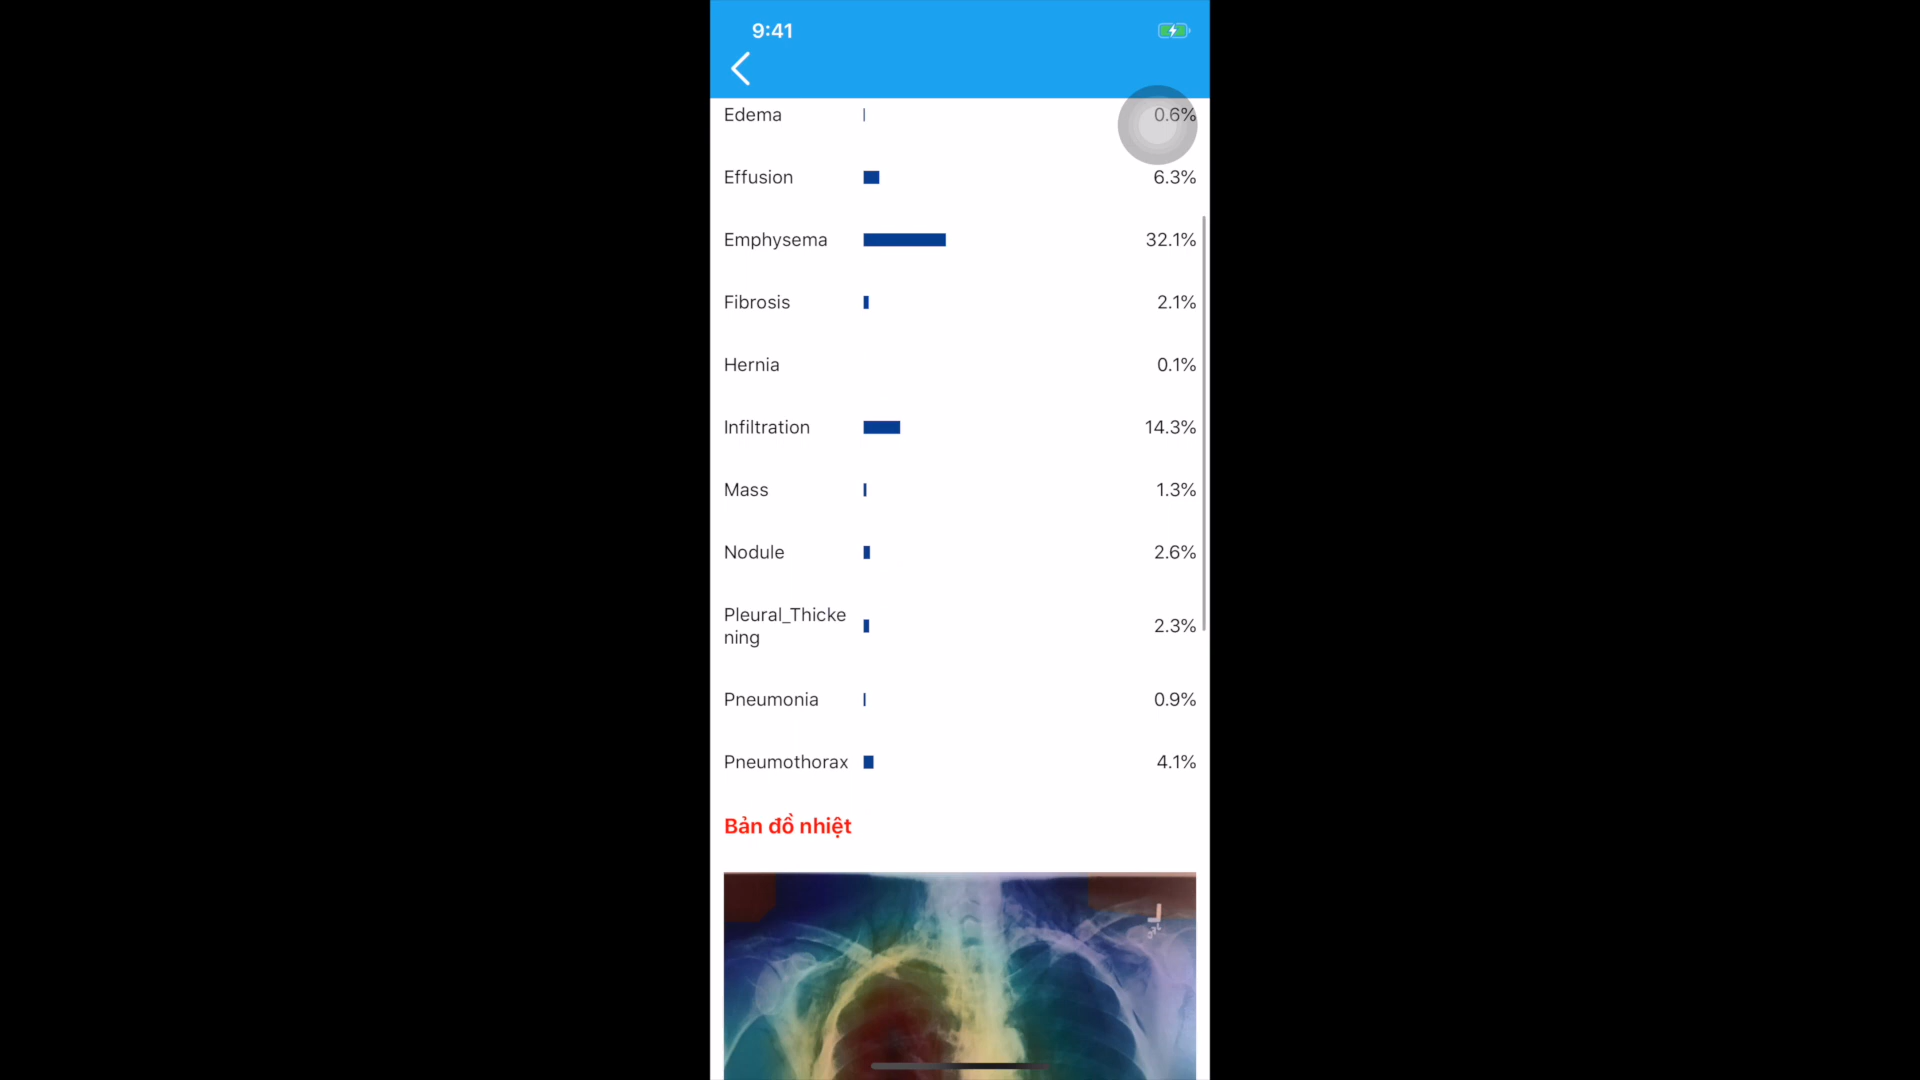 9:41
Edema 0.6%
Effusion 6.3%
Emphysema 32.1%
Fibrosis 2.1%
Hernia 0.1%
Infiltration 14.3%
Mass 1.3%
Nodule 2.6%
Pleural_Thicke
ning 2.3%
Pneumonia 0.9%
Pneumothorax 4.1%
Bản đồ nhiệt
L